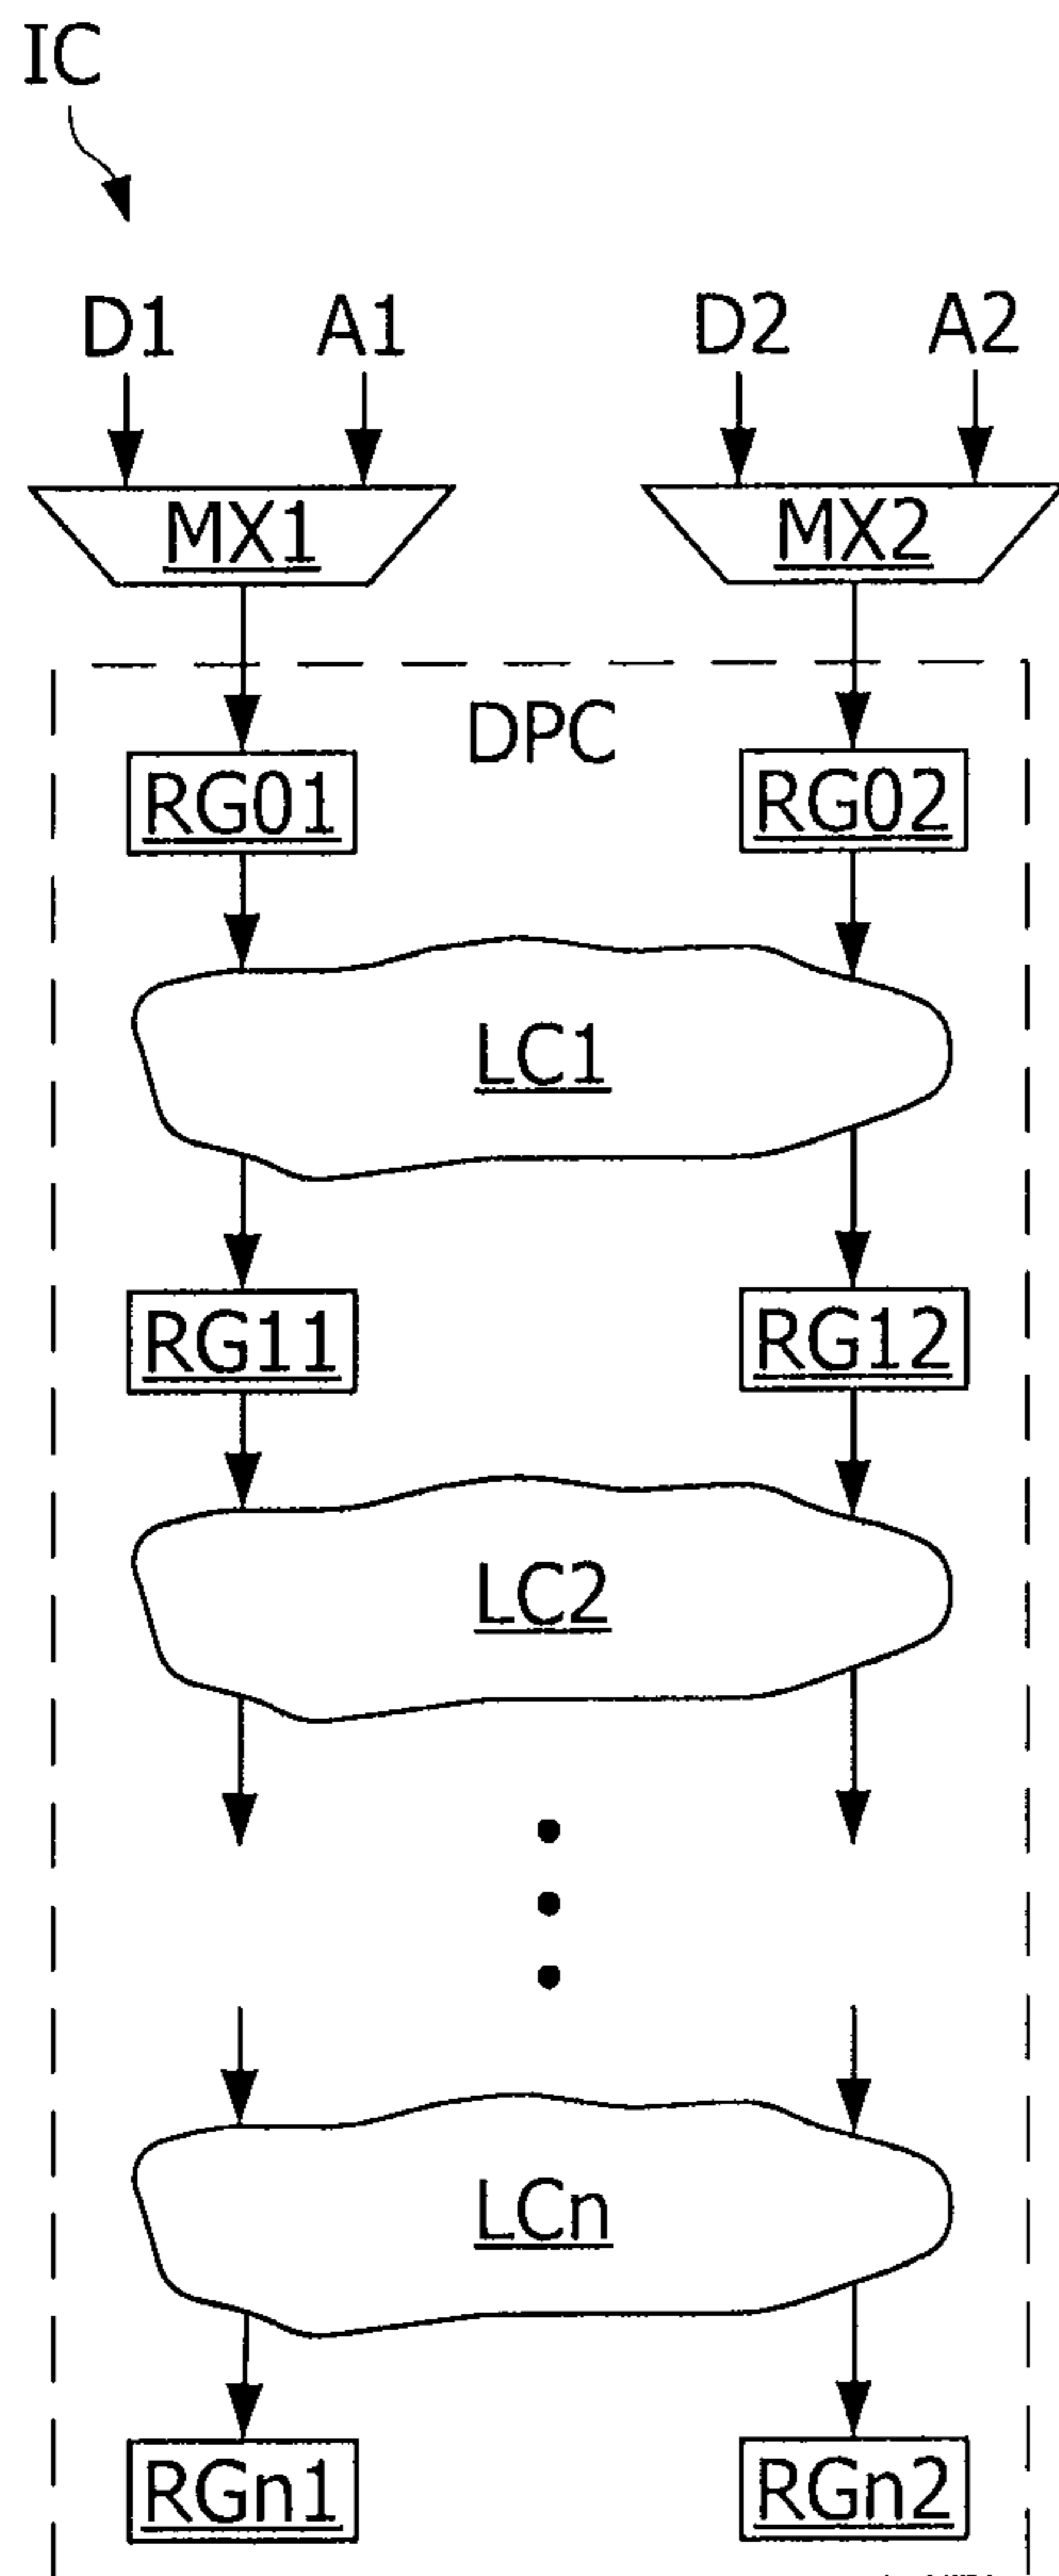 IC
D1 A1 D2 A2
MX1 MX2
DPC
RG01 RG02
LC1
RG11 RG12
LC2
LCn
RGn1 RGn2